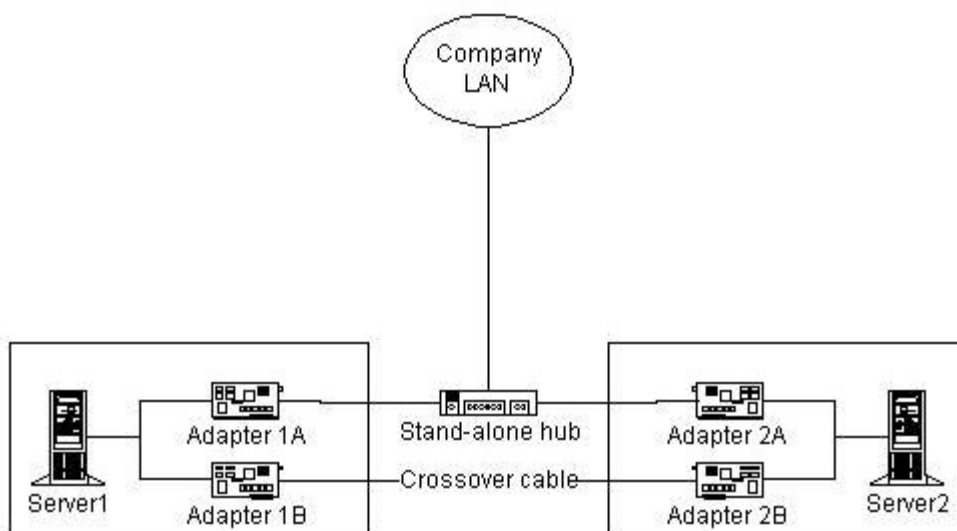 Company
LAN
Adapter 1A
Stand-alone hub
Adapter 2A
Server1
Adapter 1B
Crossover cable
Adapter 2B
Server2